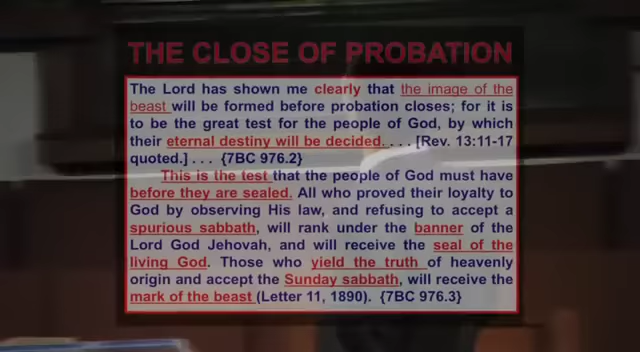 THE CLOSE OF PROBATION
The Lord has shown me clearly that the image of the
beast will be formed before probation closes; for it is
to be the great test for the people of God, by which
their eternal destiny will be decided. . . . [Rev. 13:11-17
quoted.] . . . {7BC 976.2}
This is the test that the people of God must have
before they are sealed. All who proved their loyalty to
God by observing His law, and refusing to accept a
spurious sabbath, will rank under the banner of the
Lord God Jehovah, and will receive the seal of the
living God. Those who yield the truth of heavenly
origin and accept the Sunday sabbath, will receive the
mark of the beast (Letter 11, 1890). {7BC 976.3}